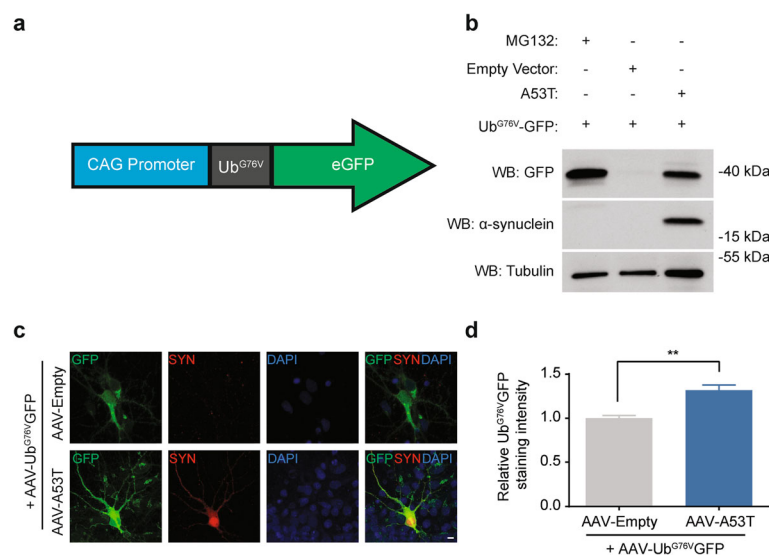 a
CAG Promoter Ub^G76V eGFP
b
MG132: + - -
Empty Vector: - + -
A53T: - - +
Ub^G76V-GFP: + + +
WB: GFP -40 kDa
WB: α-synuclein -15 kDa
-55 kDa
WB: Tubulin
c
+ AAV-Ub^G76VGFP
AAV-Empty
GFP SYN DAPI GFP SYN DAPI
AAV-A53T
GFP SYN DAPI GFP SYN DAPI
d
Relative Ub^G76VGFP
staining intensity
1.5
1.0
0.5
0.0
**
AAV-Empty AAV-A53T
+ AAV-Ub^G76VGFP